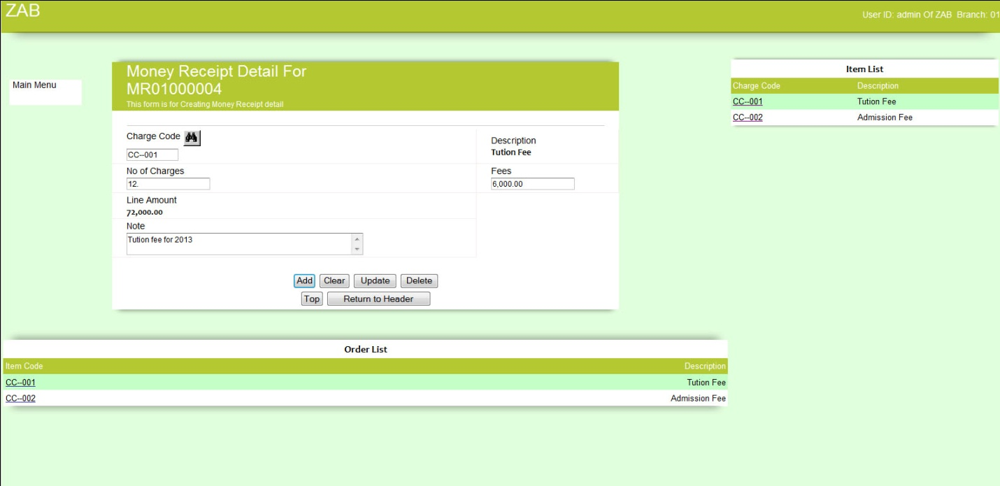 ZAB
User ID: admin Of ZAB Branch: 01
Main Menu
Money Receipt Detail For
MR01000004
This form is for Creating Money Receipt detail
Charge Code
CC--001
Description
Tution Fee
No of Charges
12.
Fees
6,000.00
Line Amount
72,000.00
Note
Tution fee for 2013
Add Clear Update Delete
Top Return to Header
Item List
Charge Code Description
CC--001 Tution Fee
CC--002 Admission Fee
Order List
Item Code Description
CC--001 Tution Fee
CC--002 Admission Fee